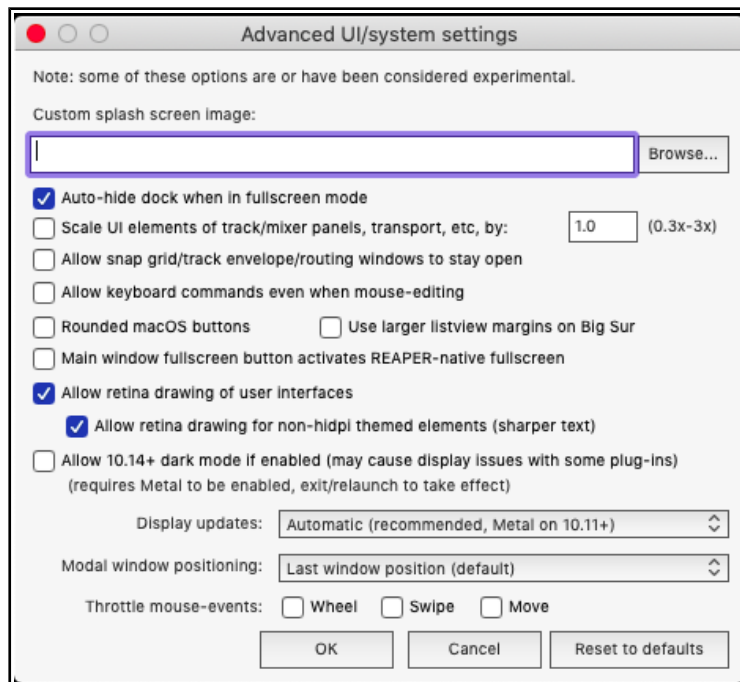 Advanced UI/system settings
Note: some of these options are or have been considered experimental.
Custom splash screen image:
Browse...
Auto-hide dock when in fullscreen mode
Scale UI elements of track/mixer panels, transport, etc, by: 1.0 (0.3x-3x)
Allow snap grid/track envelope/routing windows to stay open
Allow keyboard commands even when mouse-editing
Rounded macOS buttons Use larger listview margins on Big Sur
Main window fullscreen button activates REAPER-native fullscreen
Allow retina drawing of user interfaces
Allow retina drawing for non-hidpi themed elements (sharper text)
Allow 10.14+ dark mode if enabled (may cause display issues with some plug-ins)
(requires Metal to be enabled, exit/relaunch to take effect)
Display updates: Automatic (recommended, Metal on 10.11+)
Modal window positioning: Last window position (default)
Throttle mouse-events: Wheel Swipe Move
OK Cancel Reset to defaults